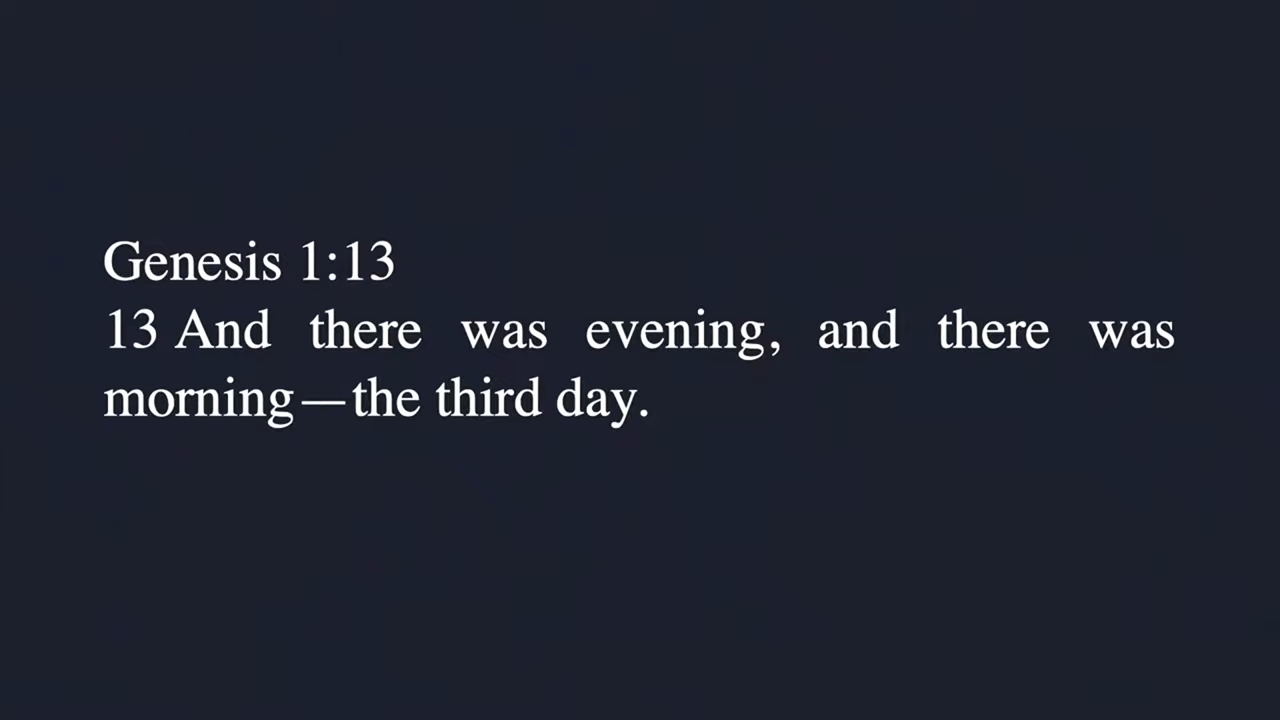 Genesis 1:13
13 And there was evening, and there was
morning—the third day.